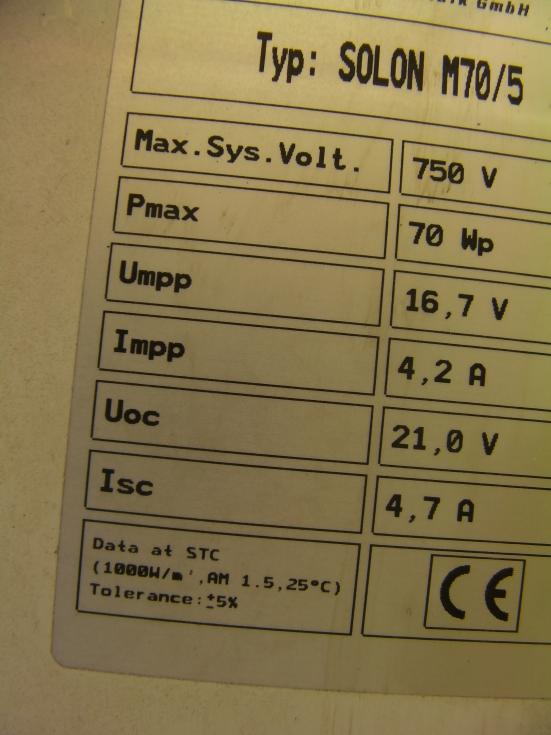 GmbH
Typ: SOLON M70/5
Max.Sys.Volt. 750 V
Pmax 70 Wp
Umpp 16,7 V
Impp 4,2 A
Uoc 21,0 V
Isc 4,7 A
Data at STC
(1000W/m²,AM 1.5,25°C)
Tolerance:±5%
CE